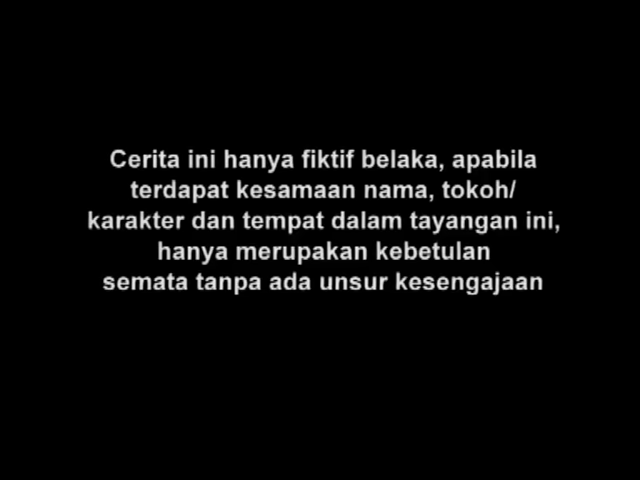 Cerita ini hanya fiktif belaka, apabila
terdapat kesamaan nama, tokoh/
karakter dan tempat dalam tayangan ini,
hanya merupakan kebetulan
semata tanpa ada unsur kesengajaan